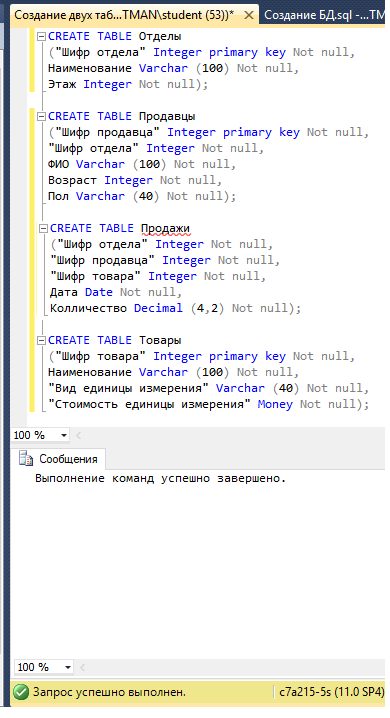 Создание двух таб...TMAN\student (53))* Создание БД.sql -...TM
CREATE TABLE Отделы
("Шифр отдела" Integer primary key Not null,
Наименование Varchar (100) Not null,
Этаж Integer Not null);
CREATE TABLE Продавцы
("Шифр продавца" Integer primary key Not null,
"Шифр отдела" Integer Not null,
ФИО Varchar (100) Not null,
Возраст Integer Not null,
Пол Varchar (40) Not null);
CREATE TABLE Продажи
("Шифр отдела" Integer Not null,
"Шифр продавца" Integer Not null,
"Шифр товара" Integer Not null,
Дата Date Not null,
Колличество Decimal (4,2) Not null);
CREATE TABLE Товары
("Шифр товара" Integer primary key Not null,
Наименование Varchar (100) Not null,
"Вид единицы измерения" Varchar (40) Not null,
"Стоимость единицы измерения" Money Not null);
100 %
Сообщения
Выполнение команд успешно завершено.
100 %
Запрос успешно выполнен. c7a215-5s (11.0 SP4)